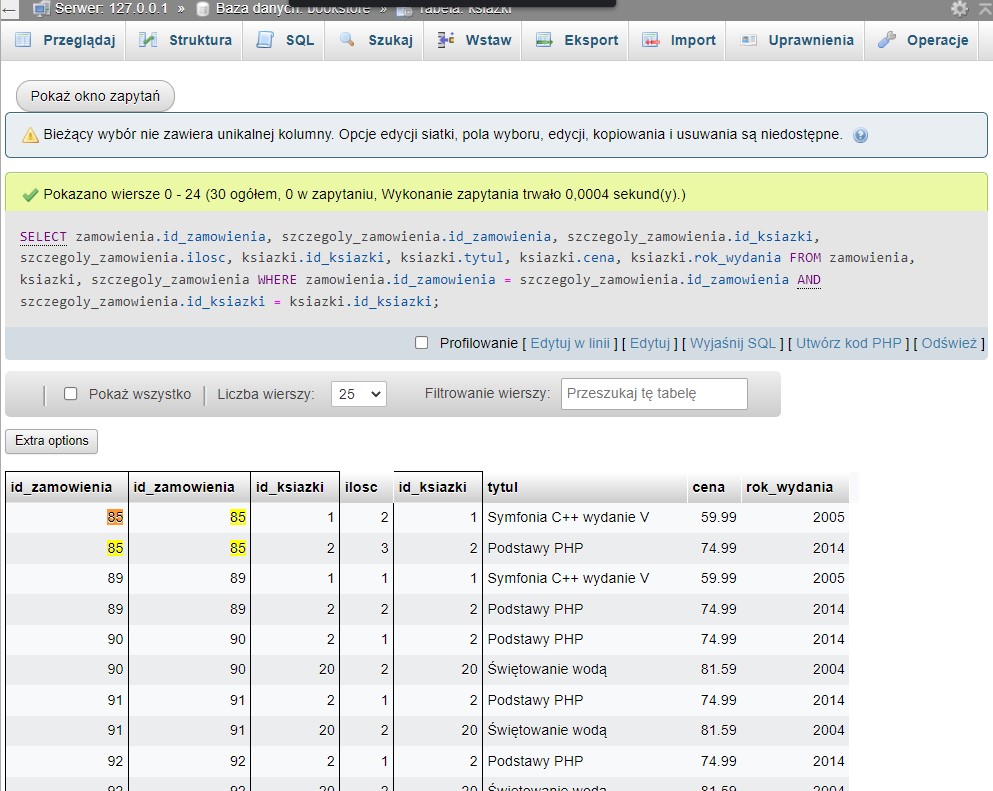 Serwer: 127.0.0.1 » Baza danych: bookstore » Tabela: ksiazki
Przeglądaj Struktura SQL Szukaj Wstaw Eksport Import Uprawnienia Operacje
Pokaż okno zapytań
Bieżący wybór nie zawiera unikalnej kolumny. Opcje edycji siatki, pola wyboru, edycji, kopiowania i usuwania są niedostępne.
Pokazano wiersze 0 - 24 (30 ogółem, 0 w zapytaniu, Wykonanie zapytania trwało 0,0004 sekund(y).)
SELECT zamowienia.id_zamowienia, szczegoly_zamowienia.id_zamowienia, szczegoly_zamowienia.id_ksiazki,
szczegoly_zamowienia.ilosc, ksiazki.id_ksiazki, ksiazki.tytul, ksiazki.cena, ksiazki.rok_wydania FROM zamowienia,
ksiazki, szczegoly_zamowienia WHERE zamowienia.id_zamowienia = szczegoly_zamowienia.id_zamowienia AND
szczegoly_zamowienia.id_ksiazki = ksiazki.id_ksiazki;
Profilowanie [ Edytuj w linii ] [ Edytuj ] [ Wyjaśnij SQL ] [ Utwórz kod PHP ] [ Odśwież ]
Pokaż wszystko Liczba wierszy: 25 Filtrowanie wierszy: Przeszukaj tę tabelę
Extra options
id_zamowienia id_zamowienia id_ksiazki ilosc id_ksiazki tytul cena rok_wydania
85 85 1 2 1 Symfonia C++ wydanie V 59.99 2005
85 85 2 3 2 Podstawy PHP 74.99 2014
89 89 1 1 1 Symfonia C++ wydanie V 59.99 2005
89 89 2 2 2 Podstawy PHP 74.99 2014
90 90 2 1 2 Podstawy PHP 74.99 2014
90 90 20 2 20 Świętowanie wodą 81.59 2004
91 91 2 1 2 Podstawy PHP 74.99 2014
91 91 20 2 20 Świętowanie wodą 81.59 2004
92 92 2 1 2 Podstawy PHP 74.99 2014
92 92 20 2 20 Świętowanie wodą 81.59 2004